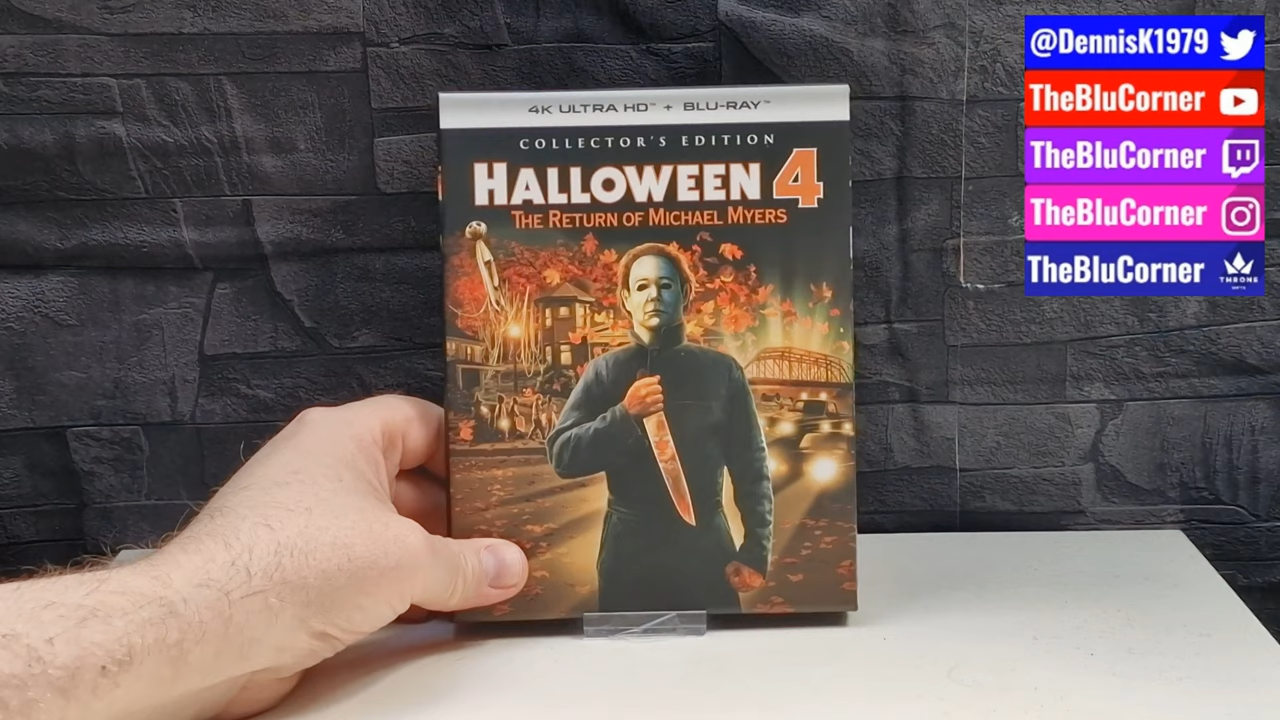 4K ULTRA HD™ + BLU-RAY™
COLLECTOR'S EDITION
HALLOWEEN 4
THE RETURN OF MICHAEL MYERS
@DennisK1979
TheBluCorner
TheBluCorner
TheBluCorner
TheBluCorner
THRONE